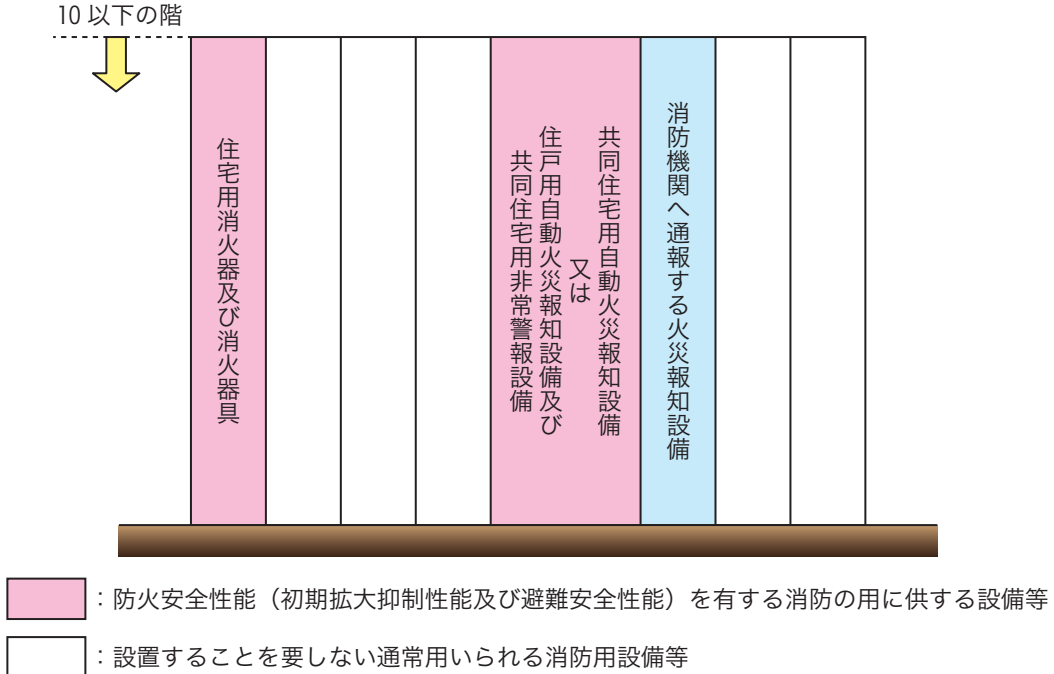 10 以下の階
住宅用消火器及び消火器具
共同住宅用自動火災報知設備
又は
住戸用自動火災報知設備及び
共同住宅用非常警報設備
消防機関へ通報する火災報知設備
：防火安全性能（初期拡大抑制性能及び避難安全性能）を有する消防の用に供する設備等
：設置することを要しない通常用いられる消防用設備等